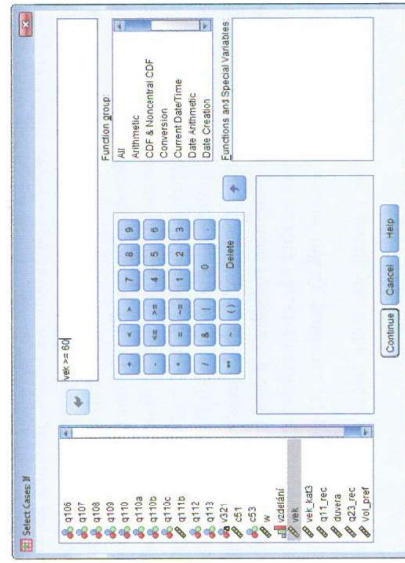 Select Cases: If
q106
q107
q108
q109
q110
q110a
q110b
q110c
q111b
q112
q113
v321
c51
c53
w
vzdelání
vek
vek_kat3
q11_rec
duvera
q23_rec
Vol_pref
vek >= 60
+ < > 7 8 9
- <= >= 4 5 6
* = ~= 1 2 3
/ & | 0 .
** ~ () Delete
Function group:
All
Arithmetic
CDF & Noncentral CDF
Conversion
Current Date/Time
Date Arithmetic
Date Creation
Functions and Special Variables
Continue Cancel Help